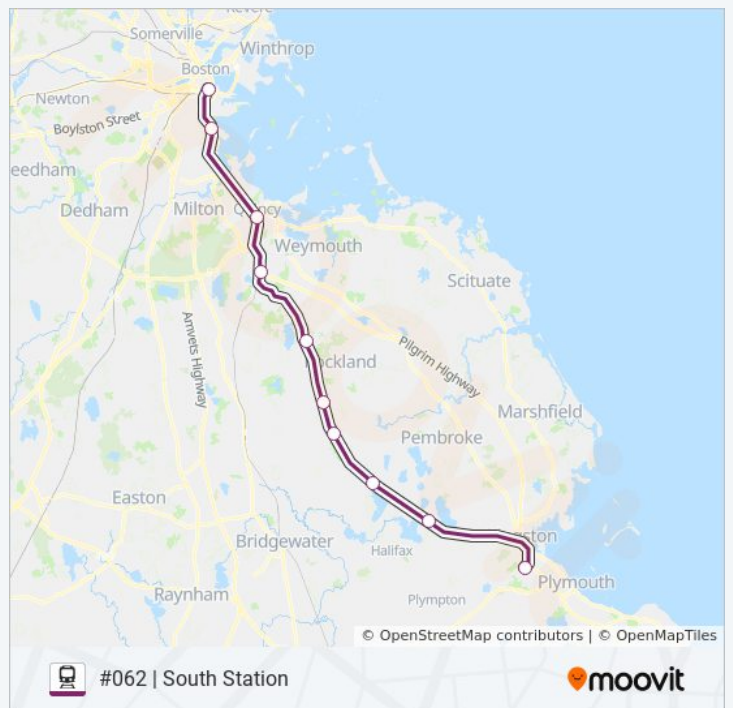 Revere
Somerville
Winthrop
Boston
Newton
Boylston Street
eedham
Dedham
Milton
Quincy
Weymouth
Scituate
Amvets Highway
ockland
Pilgrim Highway
Marshfield
Pembroke
Easton
Bridgewater
ston
Halifax
Plymouth
Raynham
Plympton
© OpenStreetMap contributors | © OpenMapTiles
#062 | South Station
moovit